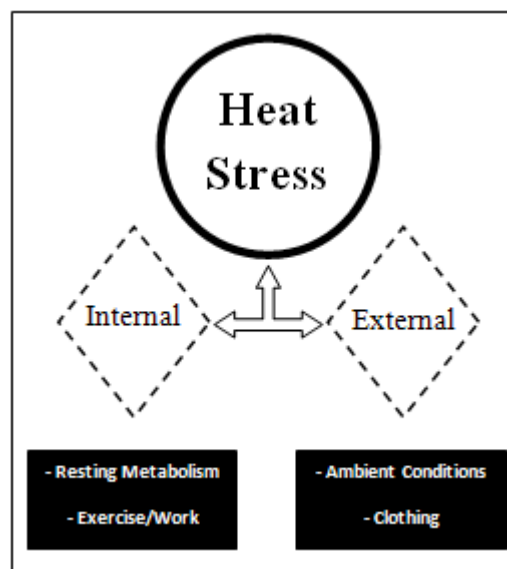 Heat
Stress
Internal
External
- Resting Metabolism
- Exercise/Work
- Ambient Conditions
- Clothing